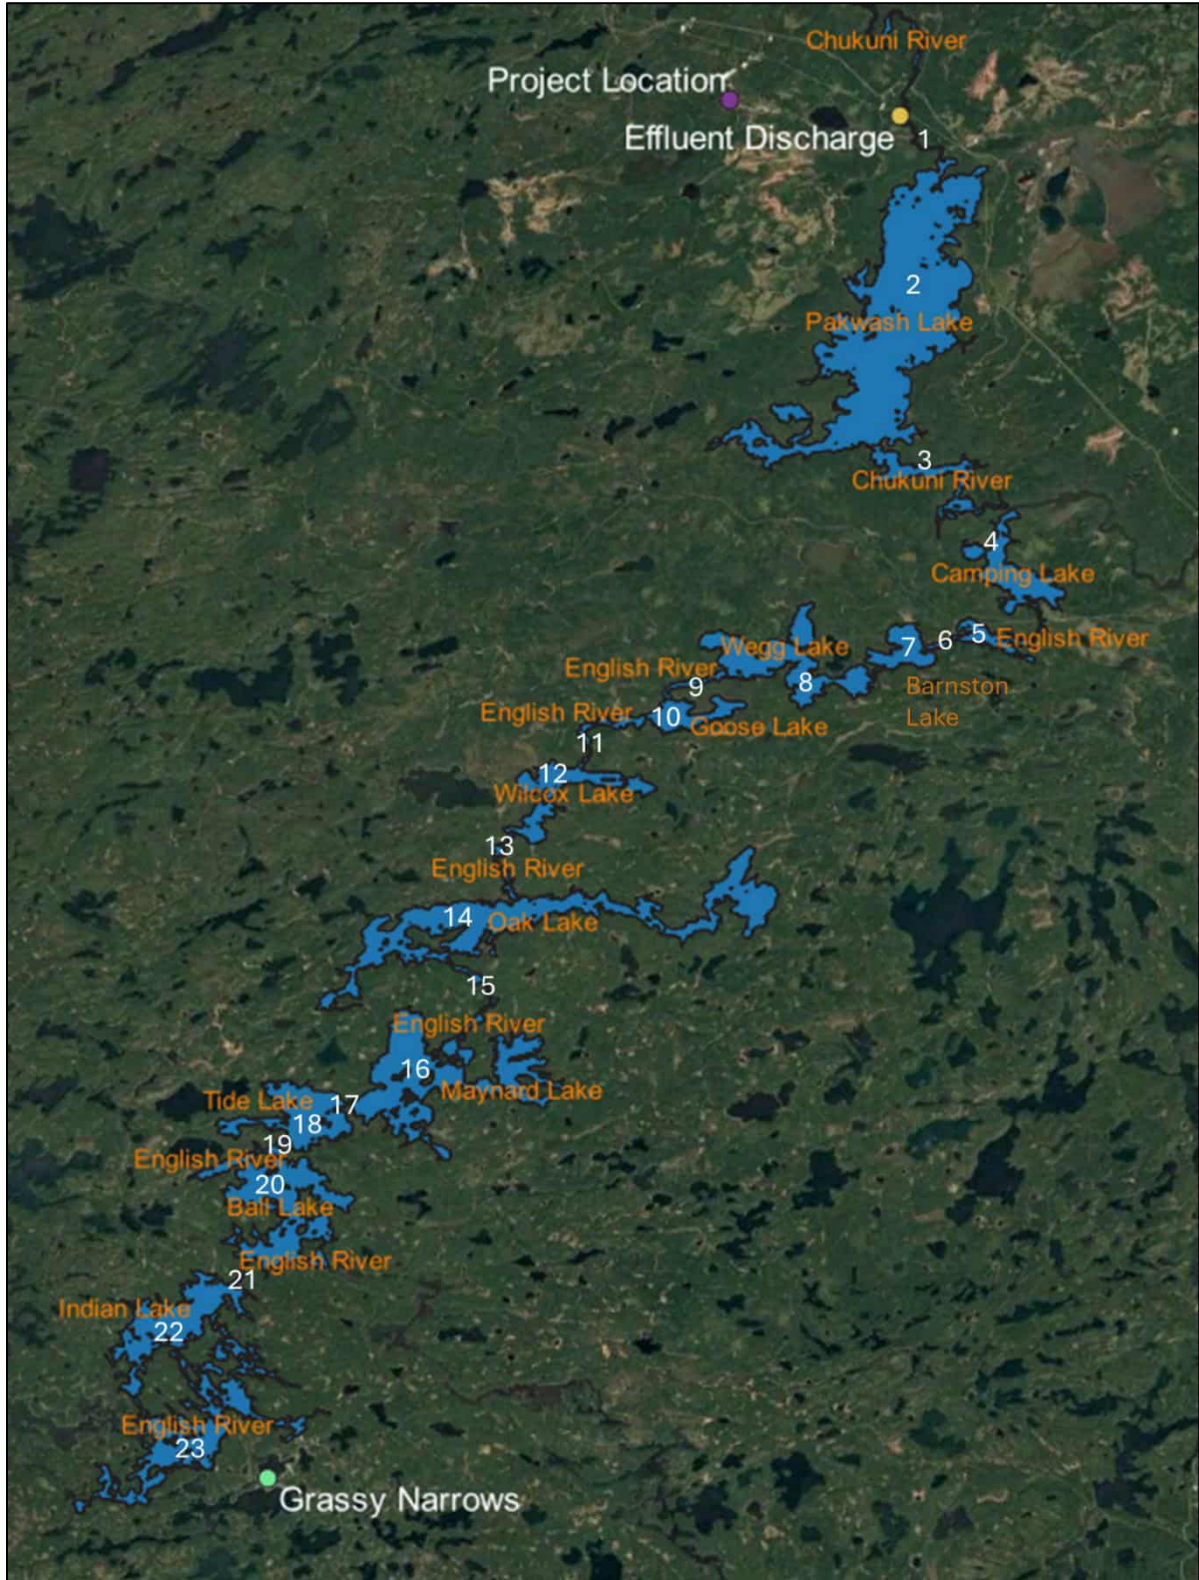 Chukuni River
Project Location
Effluent Discharge
1
2
Pakwash Lake
3
Chukuni River
4
Camping Lake
5
English River
6
7
Barnston
Lake
Wegg Lake
8
English River
9
English River
10
Goose Lake
11
12
Wilcox Lake
13
English River
14
Oak Lake
15
English River
16
Maynard Lake
17
Tide Lake
18
19
English River
20
Ball Lake
English River
21
Indian Lake
22
English River
23
Grassy Narrows